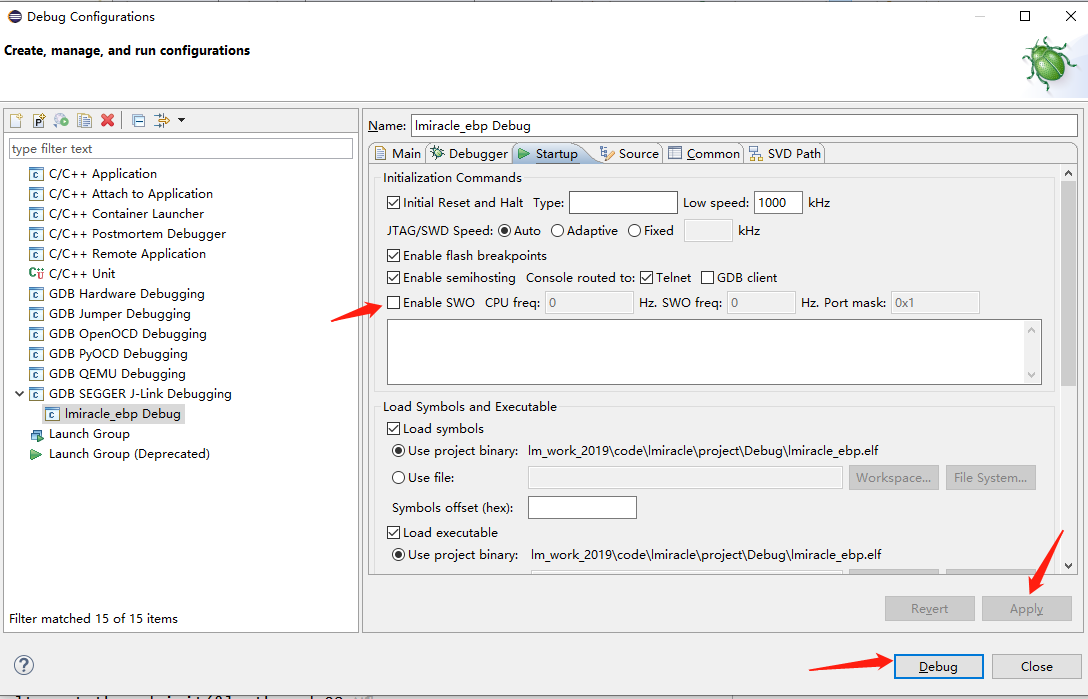 Debug Configurations
Create, manage, and run configurations
type filter text
C/C++ Application
C/C++ Attach to Application
C/C++ Container Launcher
C/C++ Postmortem Debugger
C/C++ Remote Application
C/C++ Unit
GDB Hardware Debugging
GDB Jumper Debugging
GDB OpenOCD Debugging
GDB PyOCD Debugging
GDB QEMU Debugging
GDB SEGGER J-Link Debugging
lmiracle_ebp Debug
Launch Group
Launch Group (Deprecated)
Filter matched 15 of 15 items
Name: lmiracle_ebp Debug
Main Debugger Startup Source Common SVD Path
Initialization Commands
Initial Reset and Halt Type: Low speed: 1000 kHz
JTAG/SWD Speed: Auto Adaptive Fixed kHz
Enable flash breakpoints
Enable semihosting Console routed to: Telnet GDB client
Enable SWO CPU freq: 0 Hz. SWO freq: 0 Hz. Port mask: 0x1
Load Symbols and Executable
Load symbols
Use project binary: lm_work_2019\code\lmiracle\project\Debug\lmiracle_ebp.elf
Use file: Workspace... File System...
Symbols offset (hex):
Load executable
Use project binary: lm_work_2019\code\lmiracle\project\Debug\lmiracle_ebp.elf
Revert Apply
Debug Close